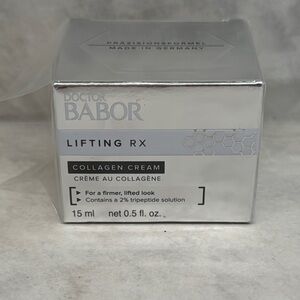 PRÄZISIONSFORMEL
MADE IN GERMANY
DOCTOR
BABOR
LIFTING RX
COLLAGEN CREAM
CRÈME AU COLLAGÈNE
For a firmer, lifted look
Contains a 2% tripeptide solution
15 ml net 0.5 fl. oz.